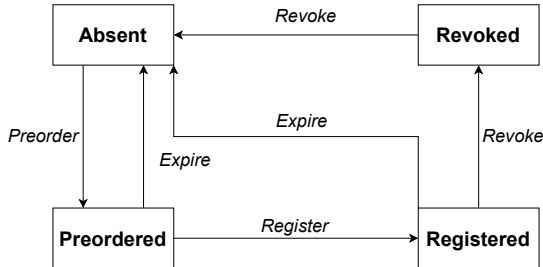 Revoke
Absent
Revoked
Expire
Preorder
Revoke
Expire
Register
Preordered
Registered